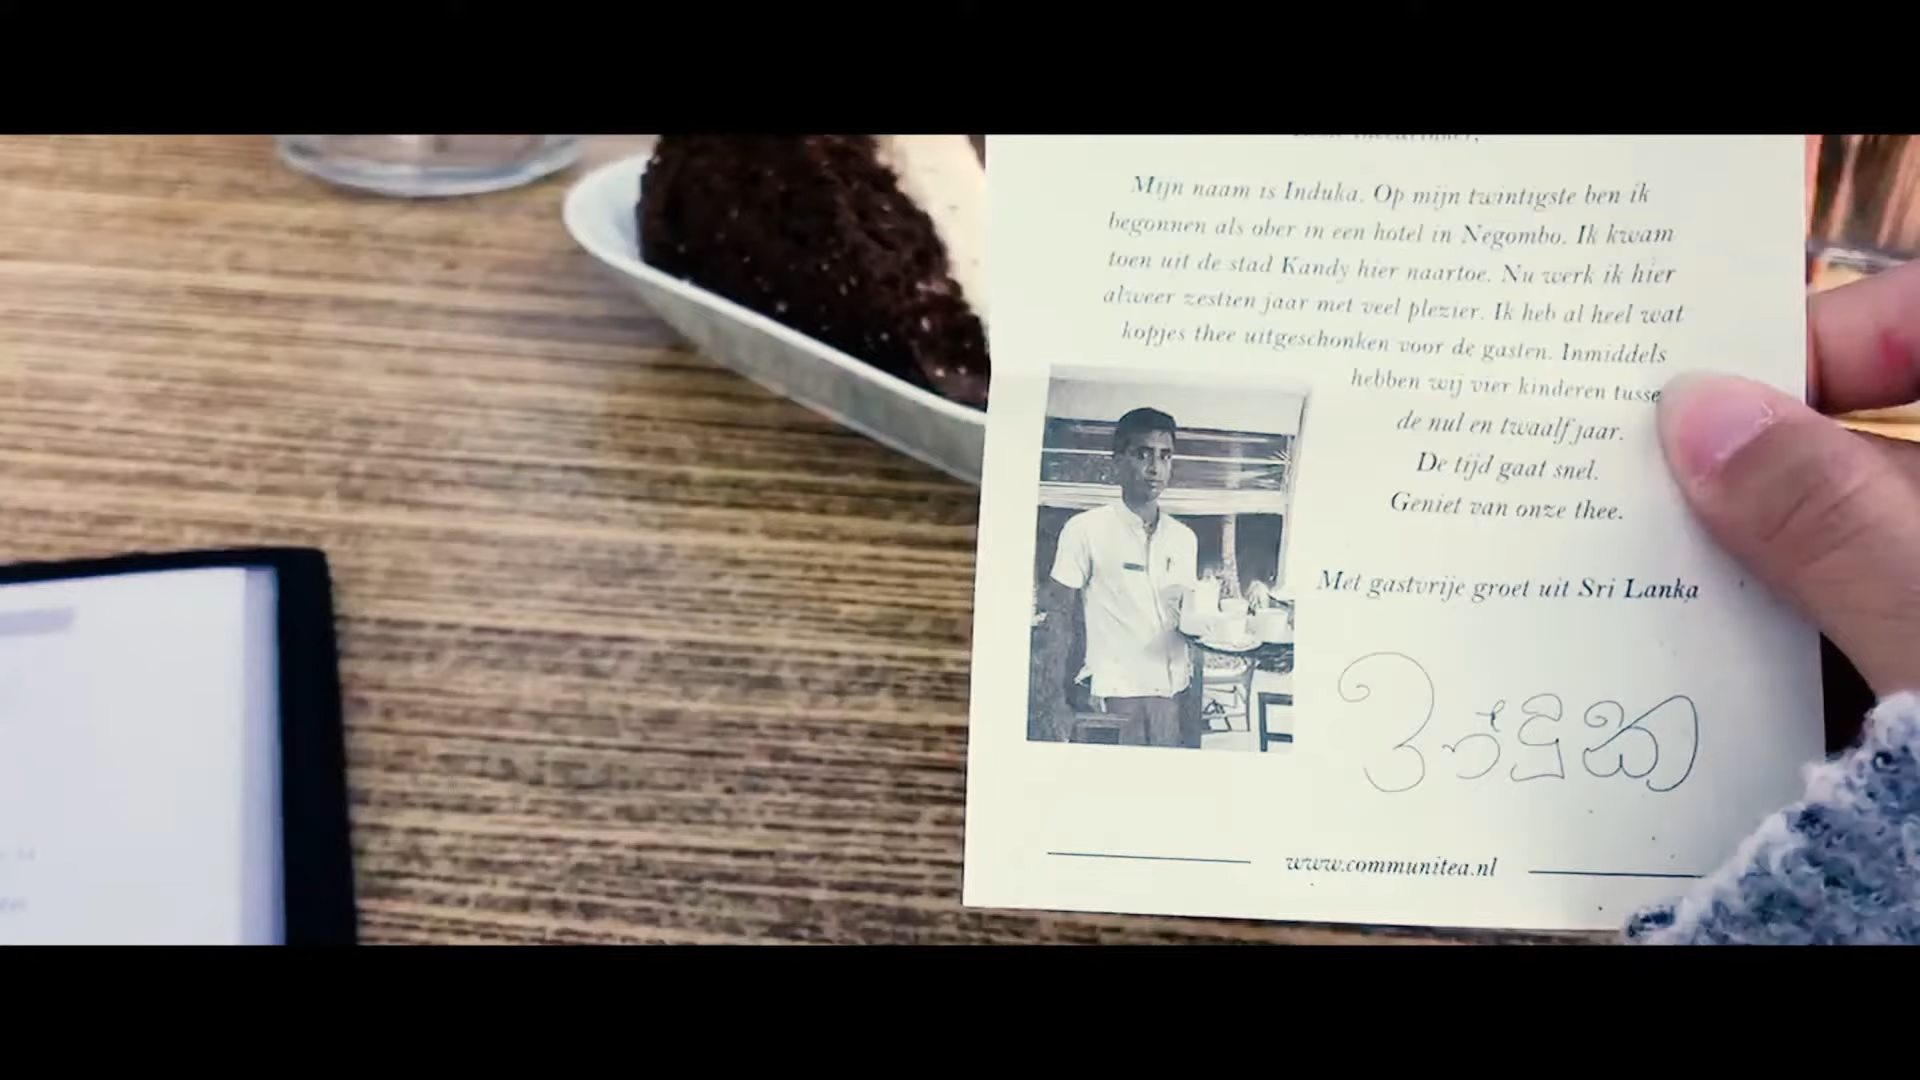 Mijn naam is Induka. Op mijn twintigste ben ik
begonnen als ober in een hotel in Negombo. Ik kwam
toen uit de stad Kandy hier naartoe. Nu werk ik hier
alweer zestien jaar met veel plezier. Ik heb al heel wat
kopjes thee uitgeschonken voor de gasten. Inmiddels
hebben wij vier kinderen tusse
de nul en twaalf jaar.
De tijd gaat snel.
Geniet van onze thee.
Met gastvrije groet uit Sri Lanka
ඉන්දුක
www.communitea.nl